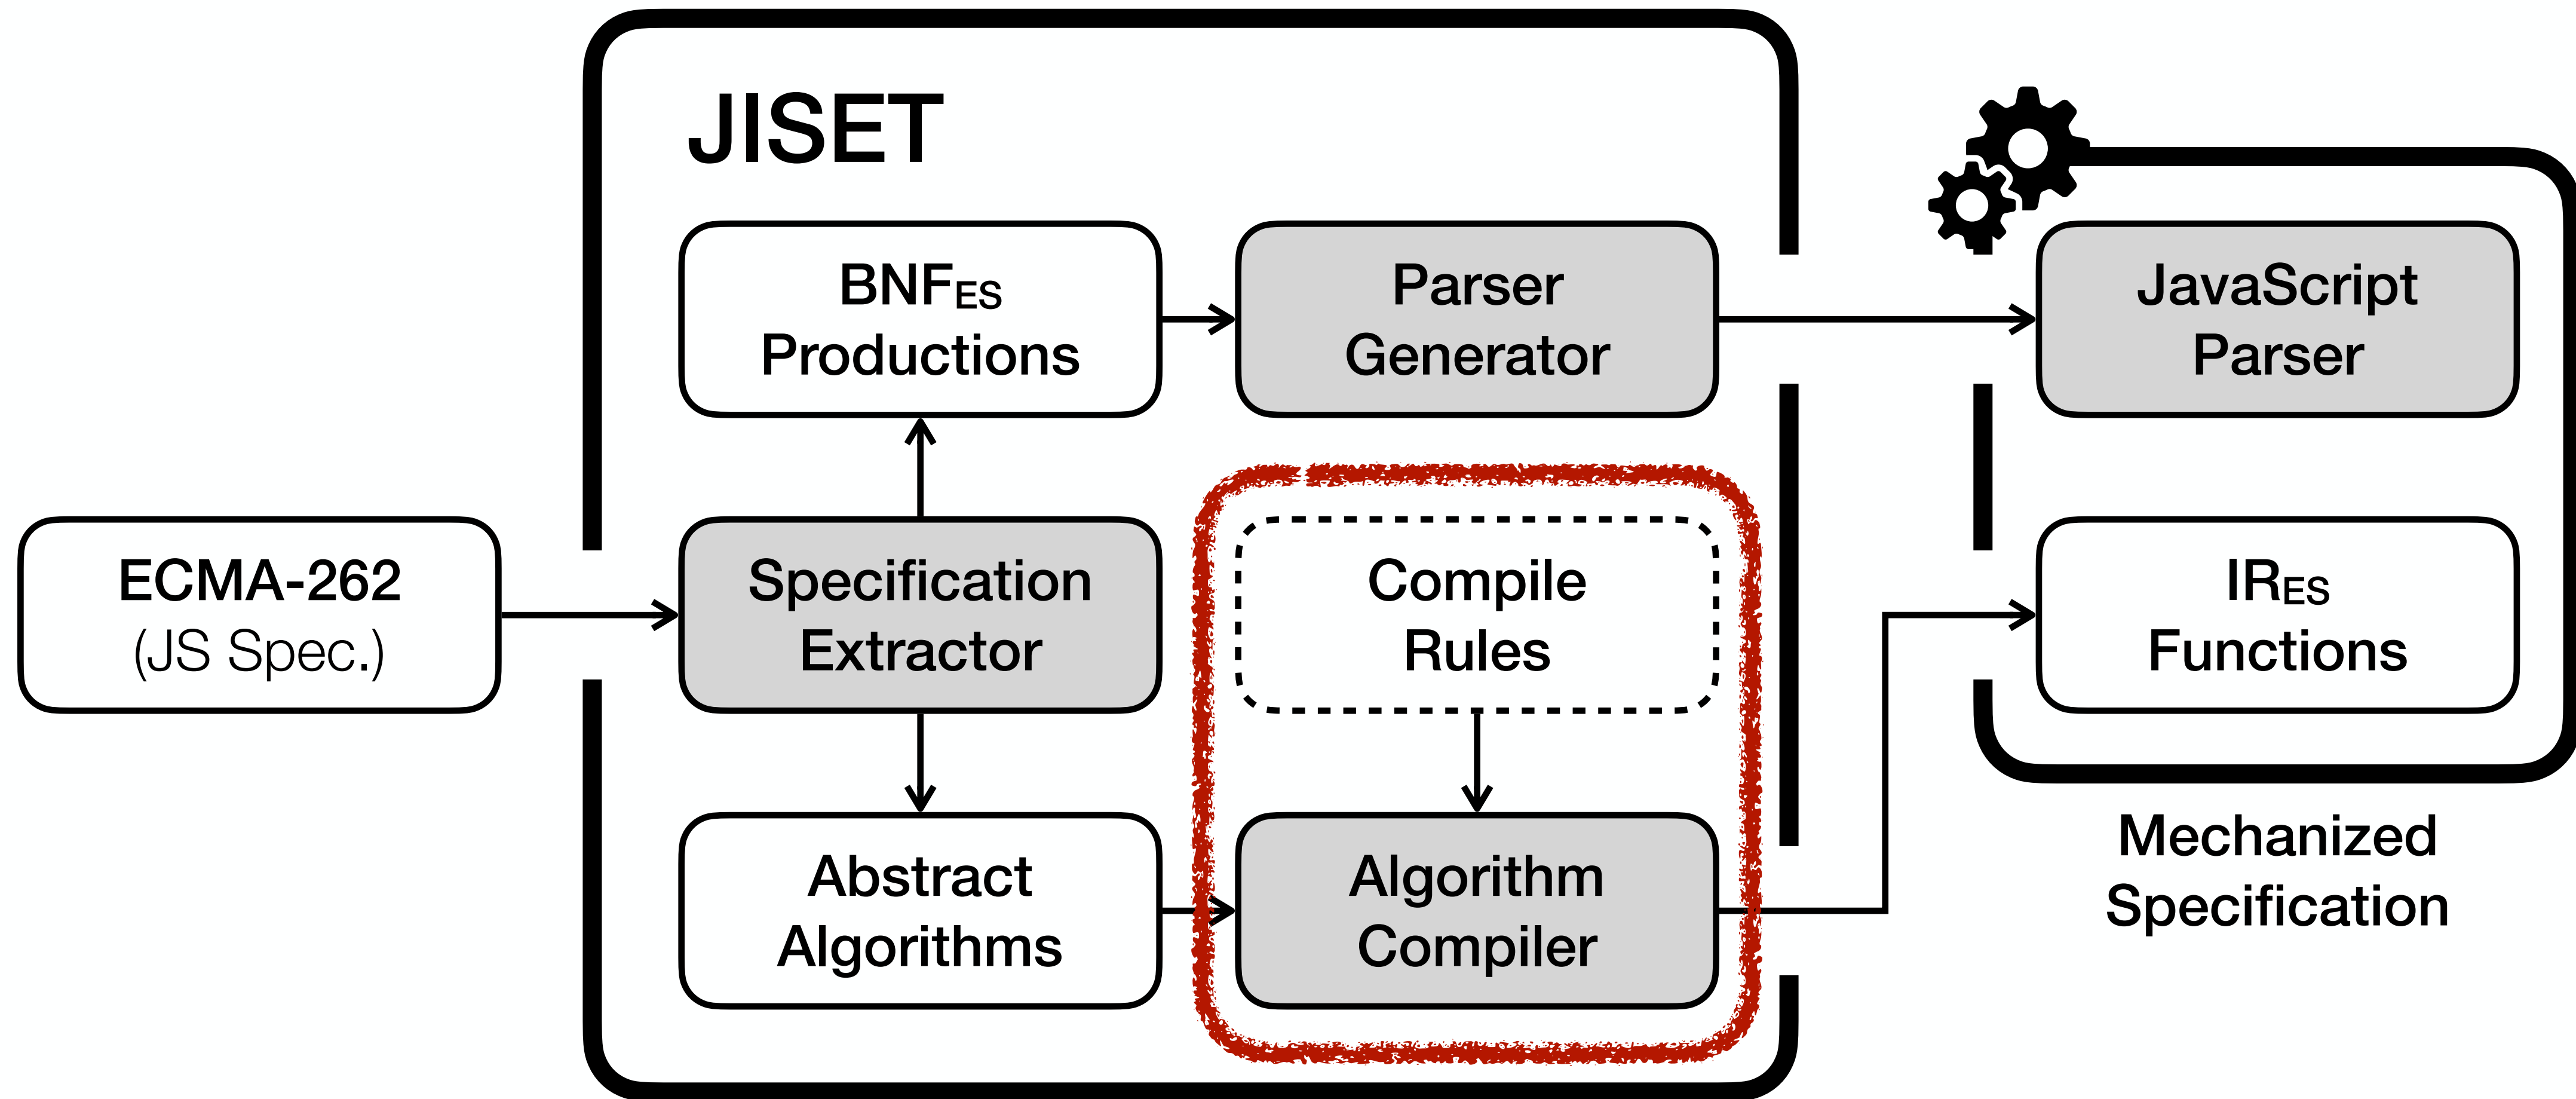 JISET
BNFES
Productions
Parser
Generator
JavaScript
Parser
ECMA-262
(JS Spec.)
Specification
Extractor
Compile
Rules
IRES
Functions
Abstract
Algorithms
Algorithm
Compiler
Mechanized
Specification